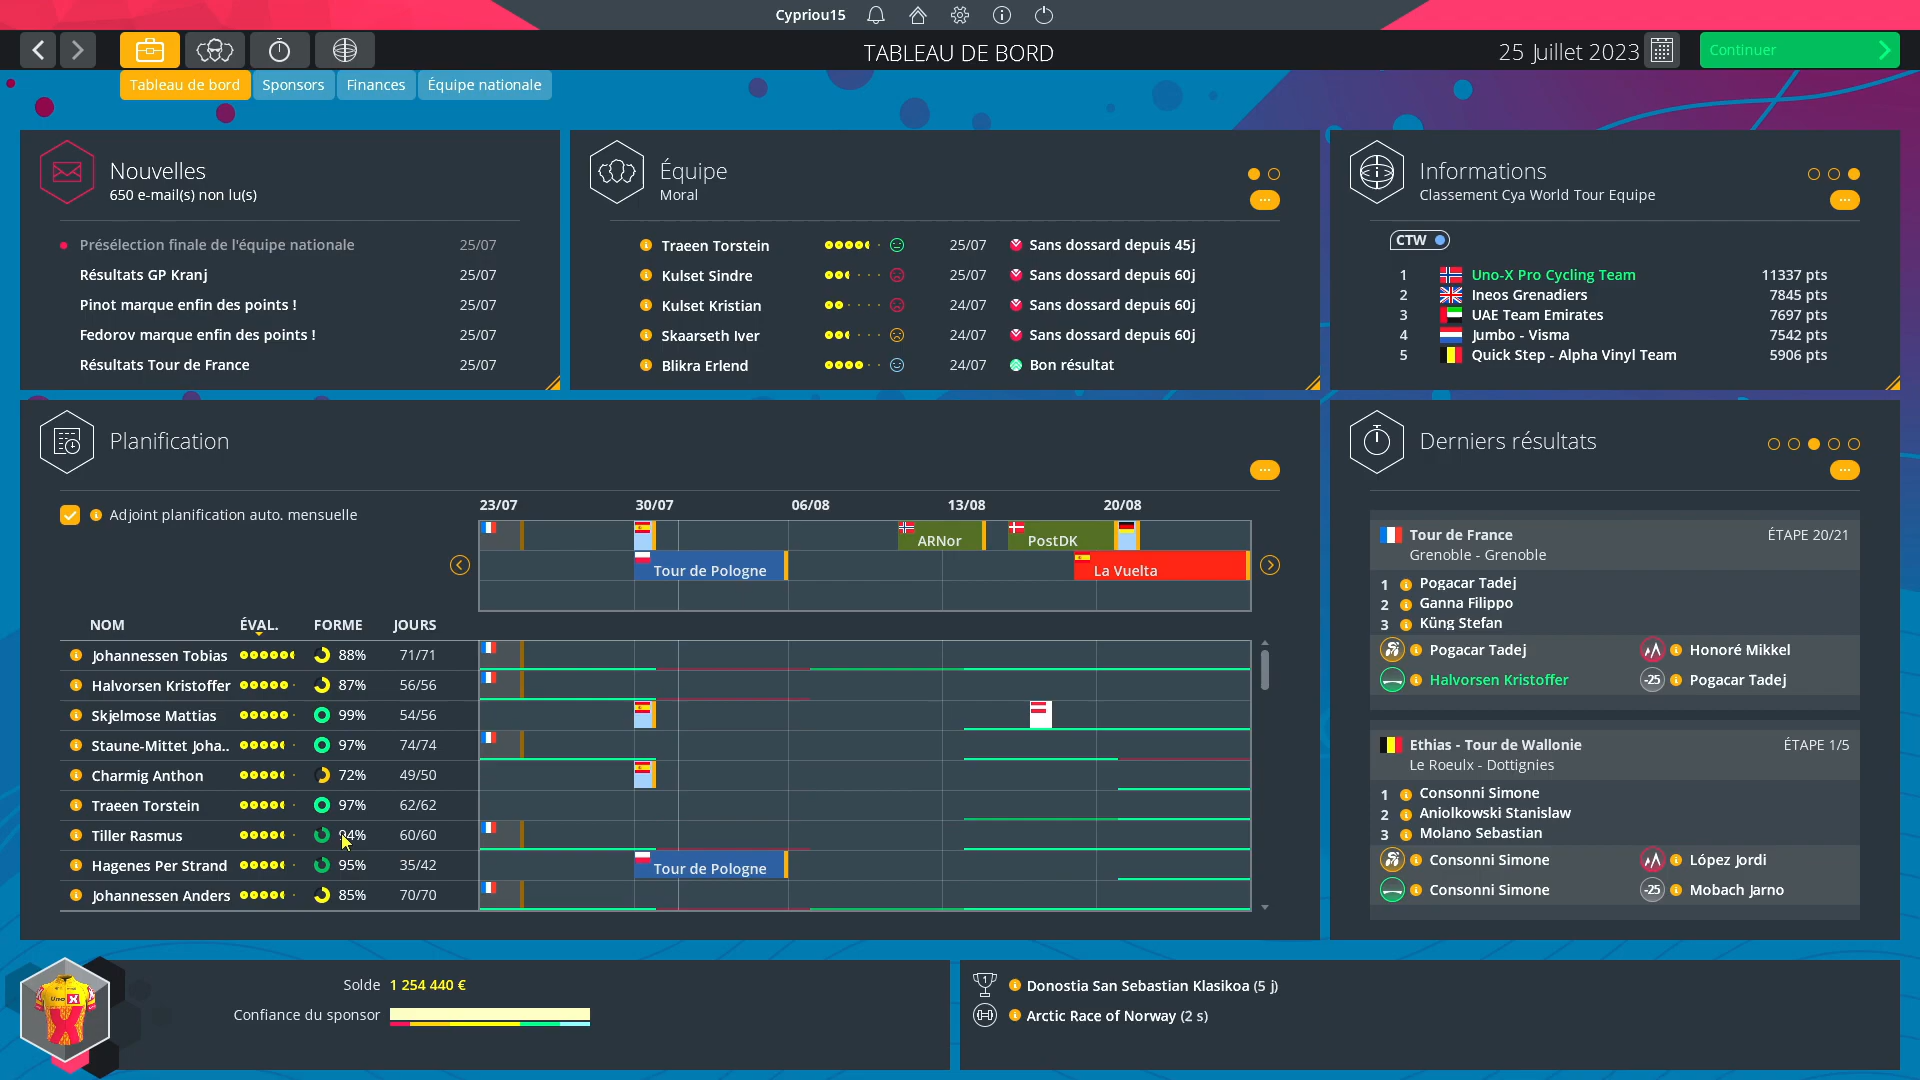 Cypriou15
TABLEAU DE BORD
25 Juillet 2023
Continuer
Tableau de bord
Sponsors
Finances
Équipe nationale
Nouvelles
650 e-mail(s) non lu(s)
Présélection finale de l'équipe nationale 25/07
Résultats GP Kranj 25/07
Pinot marque enfin des points ! 25/07
Fedorov marque enfin des points ! 25/07
Résultats Tour de France 25/07
Équipe
Moral
Traeen Torstein 25/07 Sans dossard depuis 45j
Kulset Sindre 25/07 Sans dossard depuis 60j
Kulset Kristian 24/07 Sans dossard depuis 60j
Skaarseth Iver 24/07 Sans dossard depuis 60j
Blikra Erlend 24/07 Bon résultat
Informations
Classement Cya World Tour Equipe
CTW
1 Uno-X Pro Cycling Team 11337 pts
2 Ineos Grenadiers 7845 pts
3 UAE Team Emirates 7697 pts
4 Jumbo - Visma 7542 pts
5 Quick Step - Alpha Vinyl Team 5906 pts
Planification
Adjoint planification auto. mensuelle
23/07 30/07 06/08 13/08 20/08
ARNor PostDK
Tour de Pologne La Vuelta
NOM ÉVAL. FORME JOURS
Johannessen Tobias 88% 71/71
Halvorsen Kristoffer 87% 56/56
Skjelmose Mattias 99% 54/56
Staune-Mittet Joha.. 97% 74/74
Charmig Anthon 72% 49/50
Traeen Torstein 97% 62/62
Tiller Rasmus 94% 60/60
Hagenes Per Strand 95% 35/42 Tour de Pologne
Johannessen Anders 85% 70/70
Derniers résultats
Tour de France ÉTAPE 20/21
Grenoble - Grenoble
1 Pogacar Tadej
2 Ganna Filippo
3 Küng Stefan
Pogacar Tadej Honoré Mikkel
Halvorsen Kristoffer -25 Pogacar Tadej
Ethias - Tour de Wallonie ÉTAPE 1/5
Le Roeulx - Dottignies
1 Consonni Simone
2 Aniolkowski Stanislaw
3 Molano Sebastian
Consonni Simone López Jordi
Consonni Simone -25 Mobach Jarno
Uno X
Solde 1 254 440 €
Confiance du sponsor
1 Donostia San Sebastian Klasikoa (5 j)
Arctic Race of Norway (2 s)